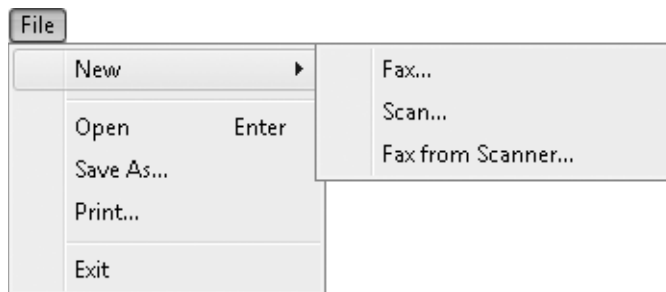 File
New
Fax...
Scan...
Fax from Scanner...
Open Enter
Save As...
Print...
Exit